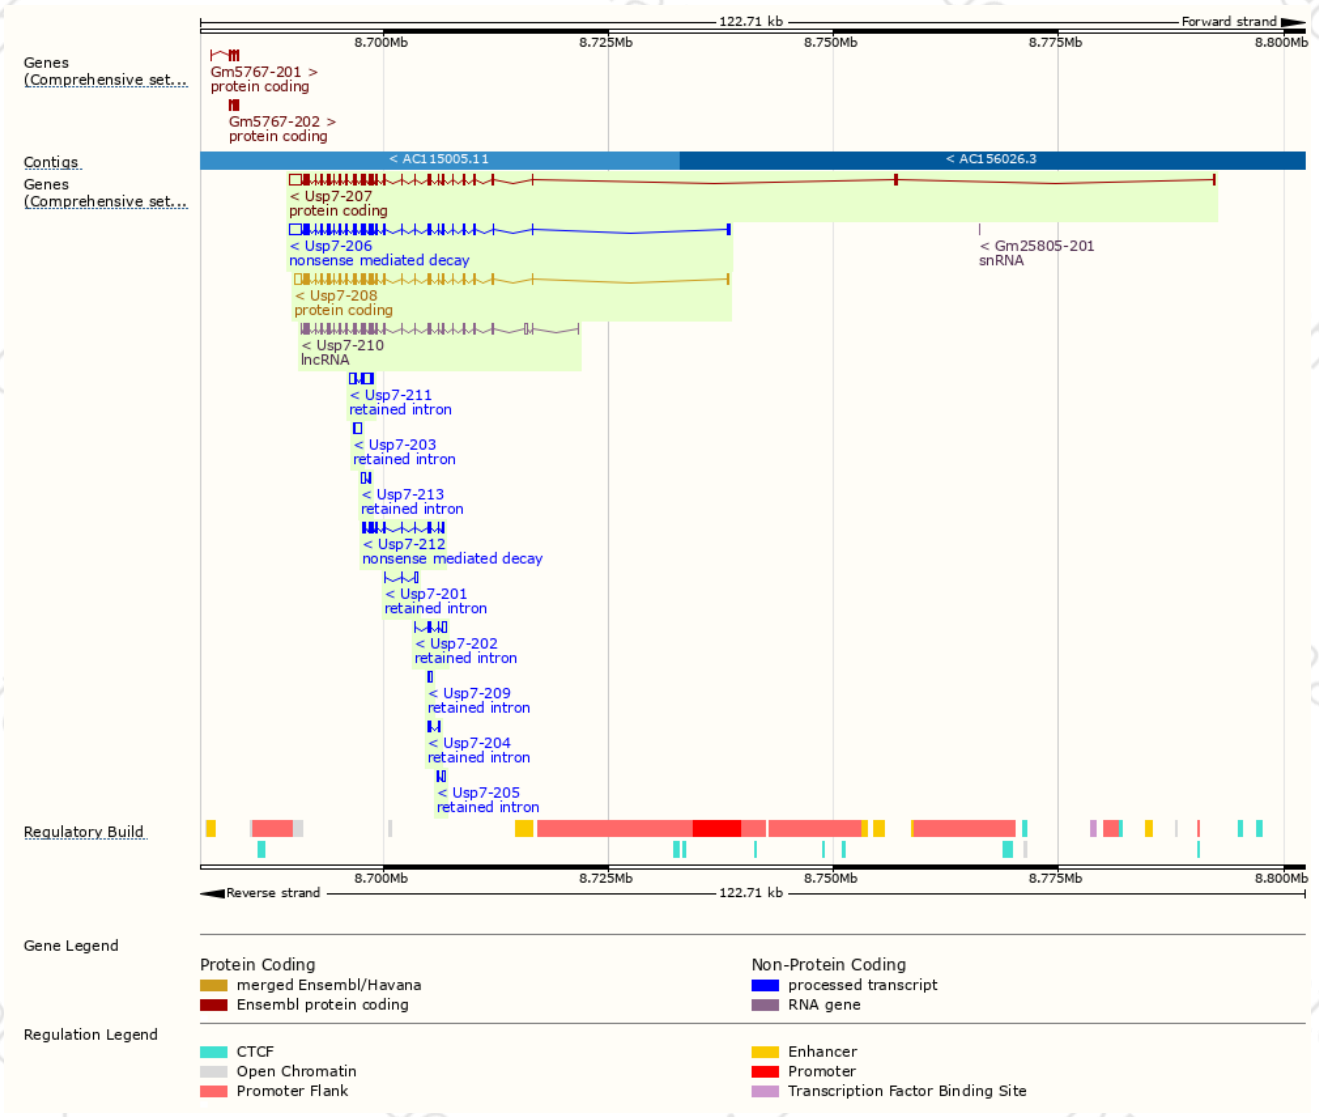 122.71 kb
Forward strand
8.700Mb 8.725Mb 8.750Mb 8.775Mb 8.800Mb
Genes
(Comprehensive set...
Gm5767-201 >
protein coding
Gm5767-202 >
protein coding
Contigs
< AC115005.11
< AC156026.3
Genes
(Comprehensive set...
< Usp7-207
protein coding
< Usp7-206
nonsense mediated decay
< Gm25805-201
snRNA
< Usp7-208
protein coding
< Usp7-210
lncRNA
< Usp7-211
retained intron
< Usp7-203
retained intron
< Usp7-213
retained intron
< Usp7-212
nonsense mediated decay
< Usp7-201
retained intron
< Usp7-202
retained intron
< Usp7-209
retained intron
< Usp7-204
retained intron
< Usp7-205
retained intron
Regulatory Build
8.700Mb 8.725Mb 8.750Mb 8.775Mb 8.800Mb
Reverse strand
122.71 kb
Gene Legend
Protein Coding
merged Ensembl/Havana
Ensembl protein coding
Non-Protein Coding
processed transcript
RNA gene
Regulation Legend
CTCF
Open Chromatin
Promoter Flank
Enhancer
Promoter
Transcription Factor Binding Site